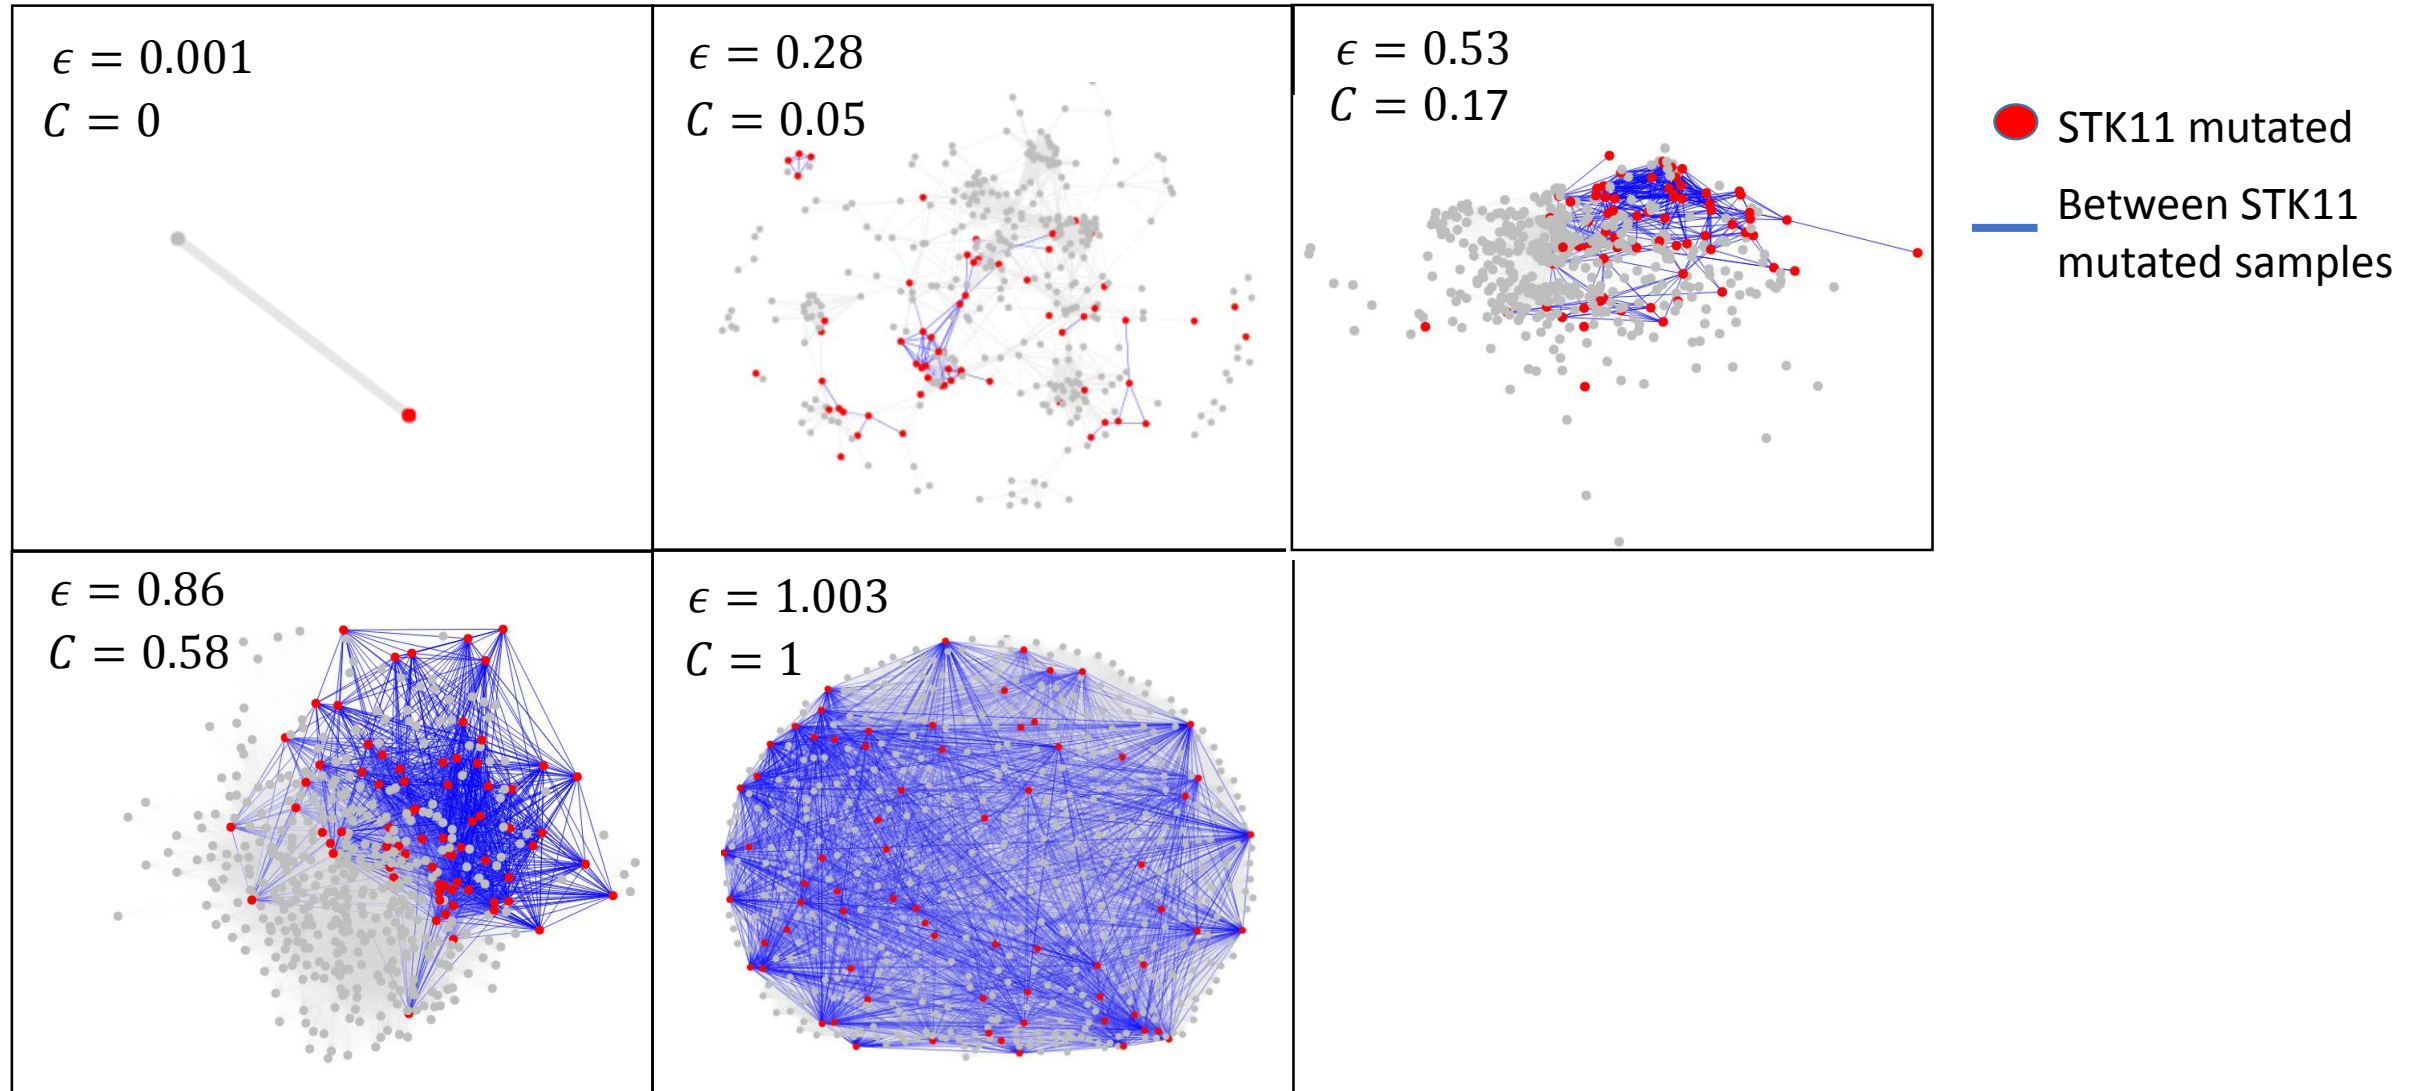 ϵ = 0.001
C = 0
ϵ = 0.28
C = 0.05
ϵ = 0.53
C = 0.17
STK11 mutated
Between STK11
mutated samples
ϵ = 0.86
C = 0.58
ϵ = 1.003
C = 1